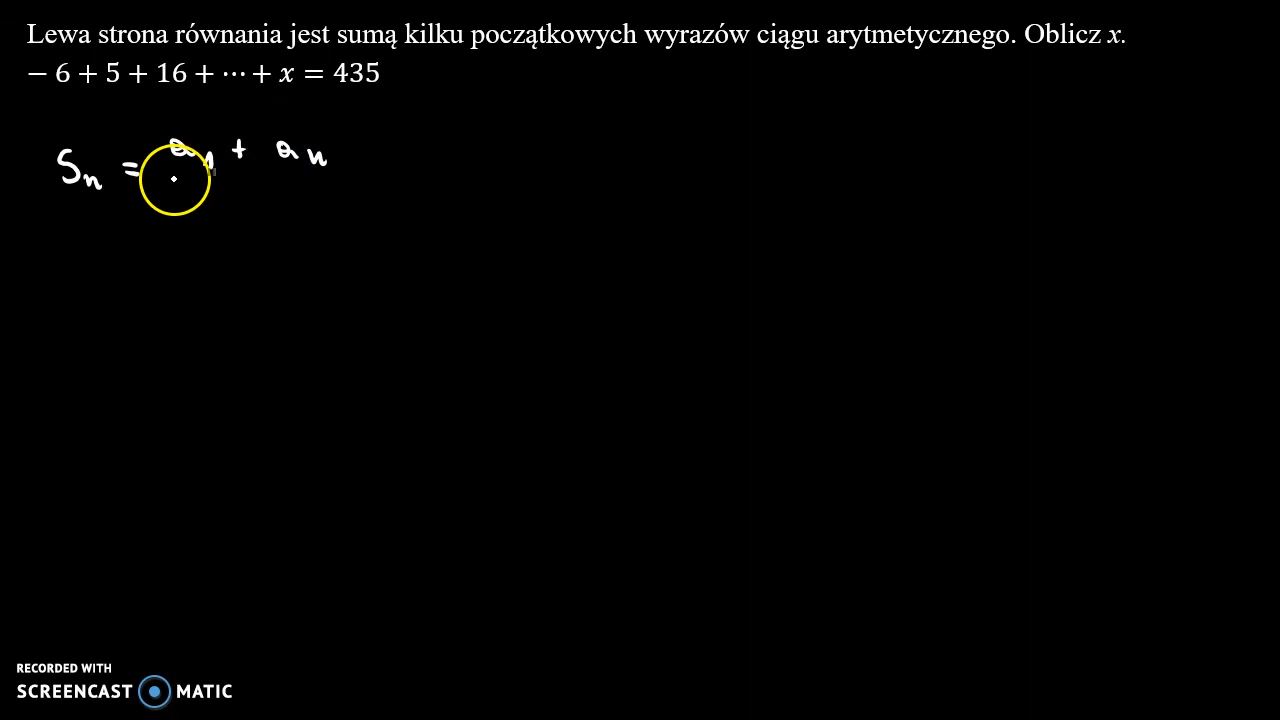 Lewa strona równania jest sumą kilku początkowych wyrazów ciągu arytmetycznego. Oblicz x.
− 6 + 5 + 16 + ⋯ + x = 435
Sn = a1 + an
RECORDED WITH
SCREENCAST MATIC